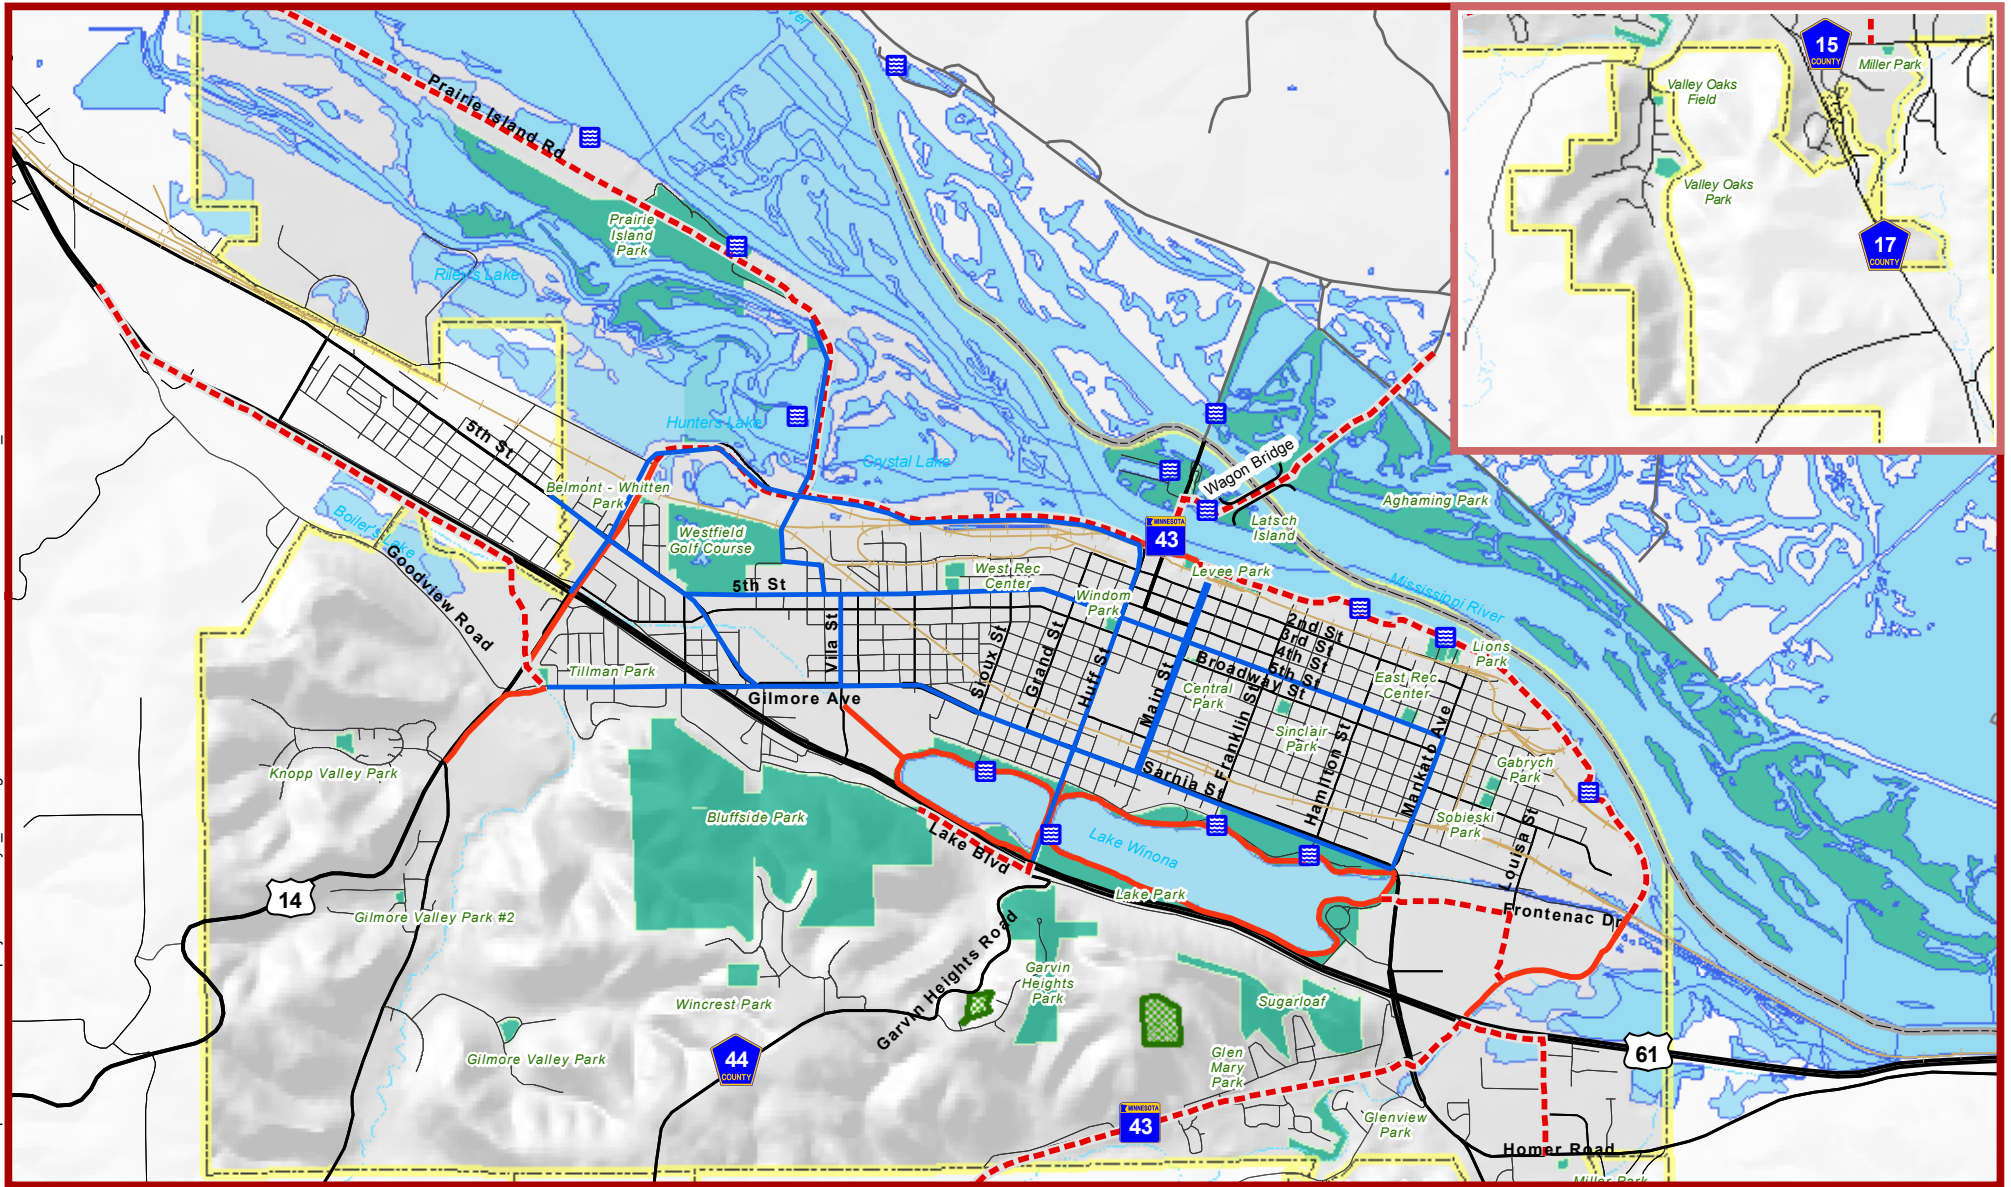 Prairie Island Rd
Prairie
Island
Park
Riley's Lake
Hunters Lake
Crystal Lake
5th St
Belmont - Whitten
Park
Boiler's Lake
Goodview Road
Westfield
Golf Course
5th St
Vila St
West Rec
Center
Windom
Park
Wagon Bridge
MINNESOTA
43
Latsch
Island
Levee Park
Aghaming Park
Mississippi River
Lions
Park
2nd St
3rd St
4th St
5th St
Broadway St
East Rec
Center
Central
Park
Sinclair
Park
Sioux St
Grand St
Huff St
Main St
Franklin St
Hamilton St
Mankato Ave
Louisa St
Sarnia St
Gabrych
Park
Sobieski
Park
Tillman Park
Gilmore Ave
Knopp Valley Park
Bluffside Park
Lake Blvd
Lake Winona
Lake Park
Frontenac Dr
14
Gilmore Valley Park #2
Garvin Heights Road
Garvin
Heights
Park
Wincrest Park
Sugarloaf
Gilmore Valley Park
44
COUNTY
Glen
Mary
Park
MINNESOTA
43
Glenview
Park
61
Homer Road
Miller Park
15
COUNTY
Miller Park
Valley Oaks
Field
Valley Oaks
Park
17
COUNTY